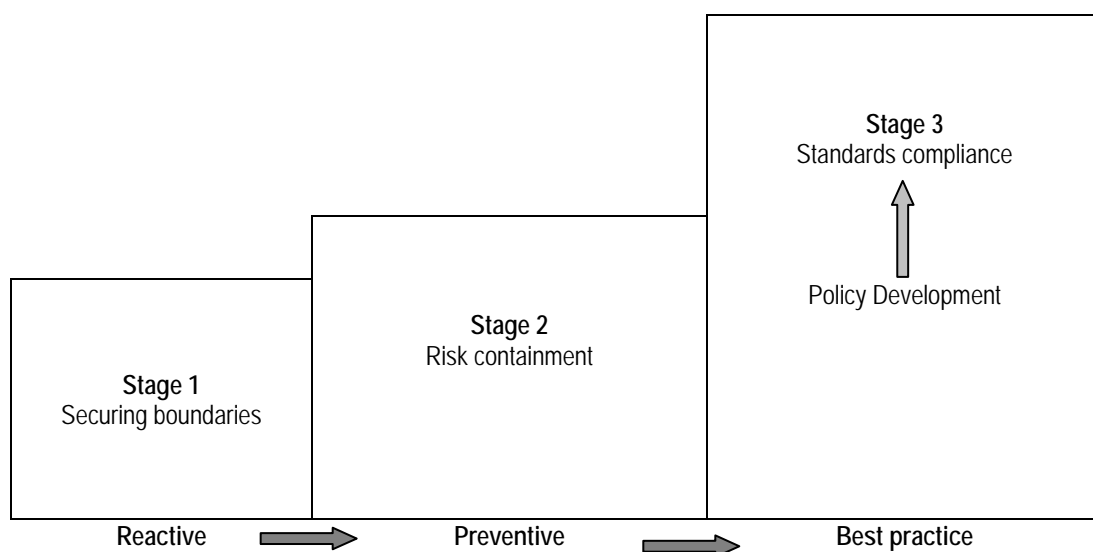 Stage 3
Standards compliance
Policy Development
Stage 2
Risk containment
Stage 1
Securing boundaries
Reactive
Preventive
Best practice